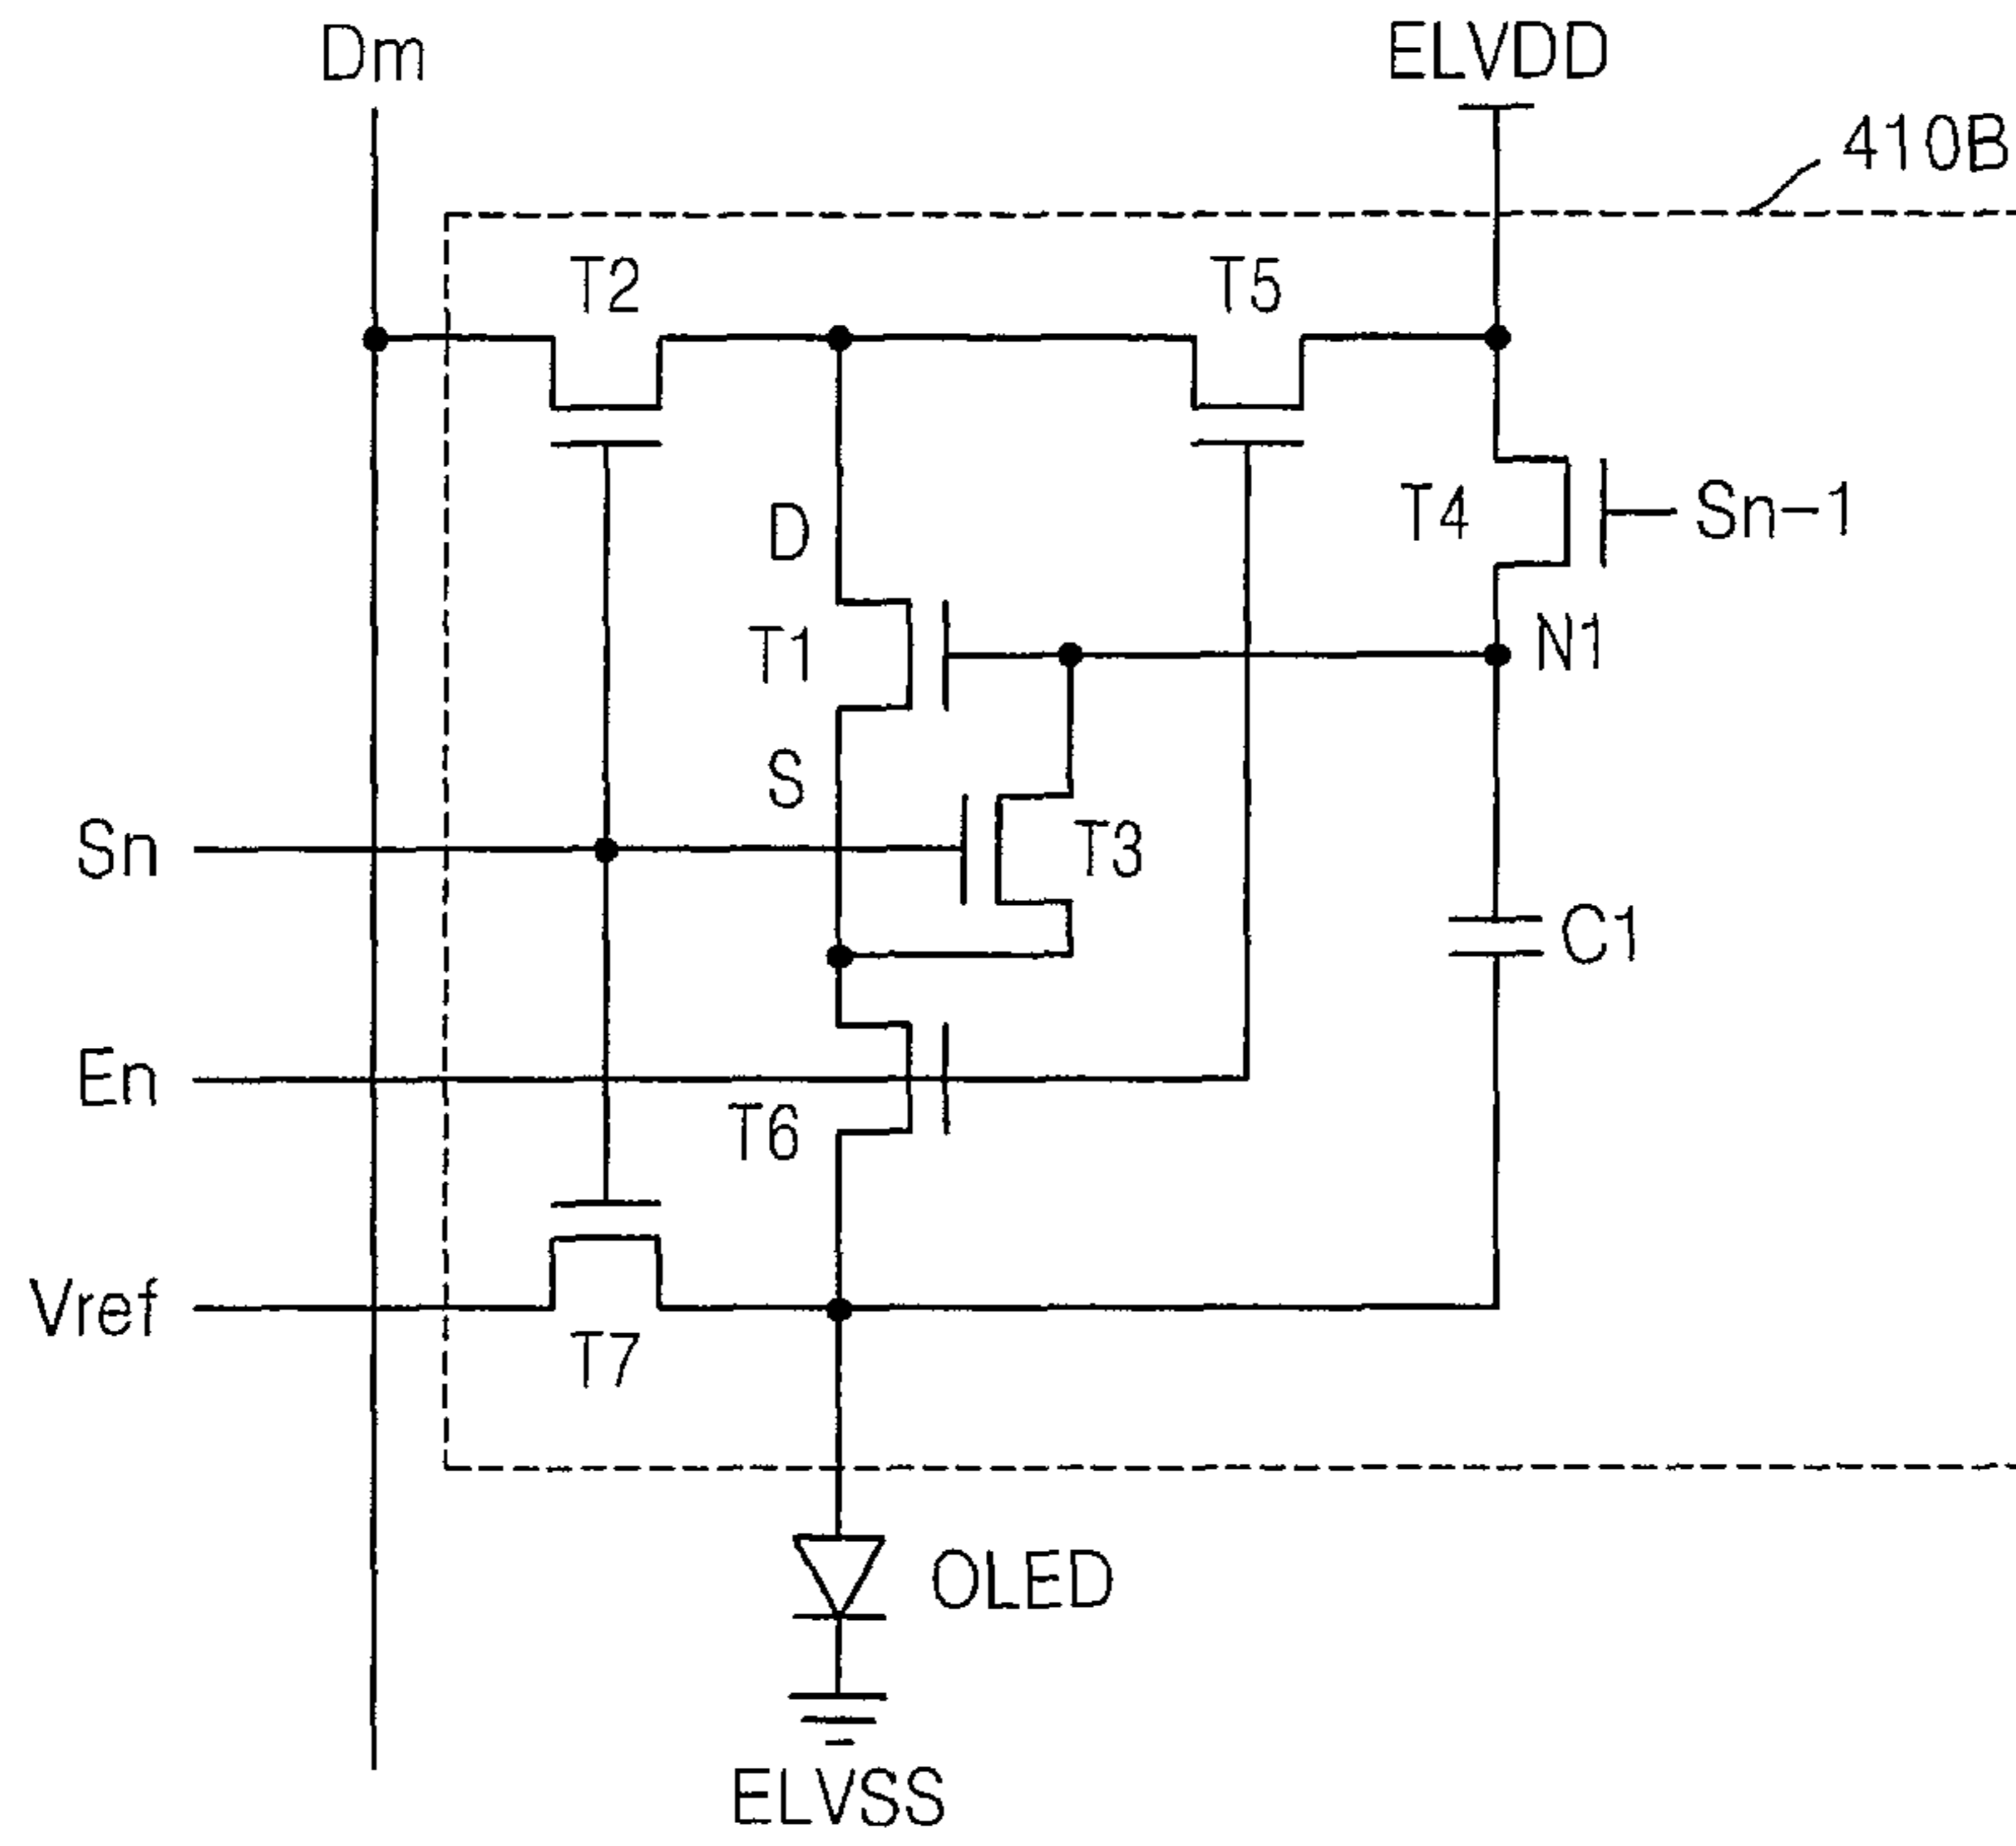 Dm
ELVDD
410B
T2
T5
D
T4
Sn-1
T1
N1
S
Sn
T3
C1
En
T6
Vref
T7
OLED
ELVSS